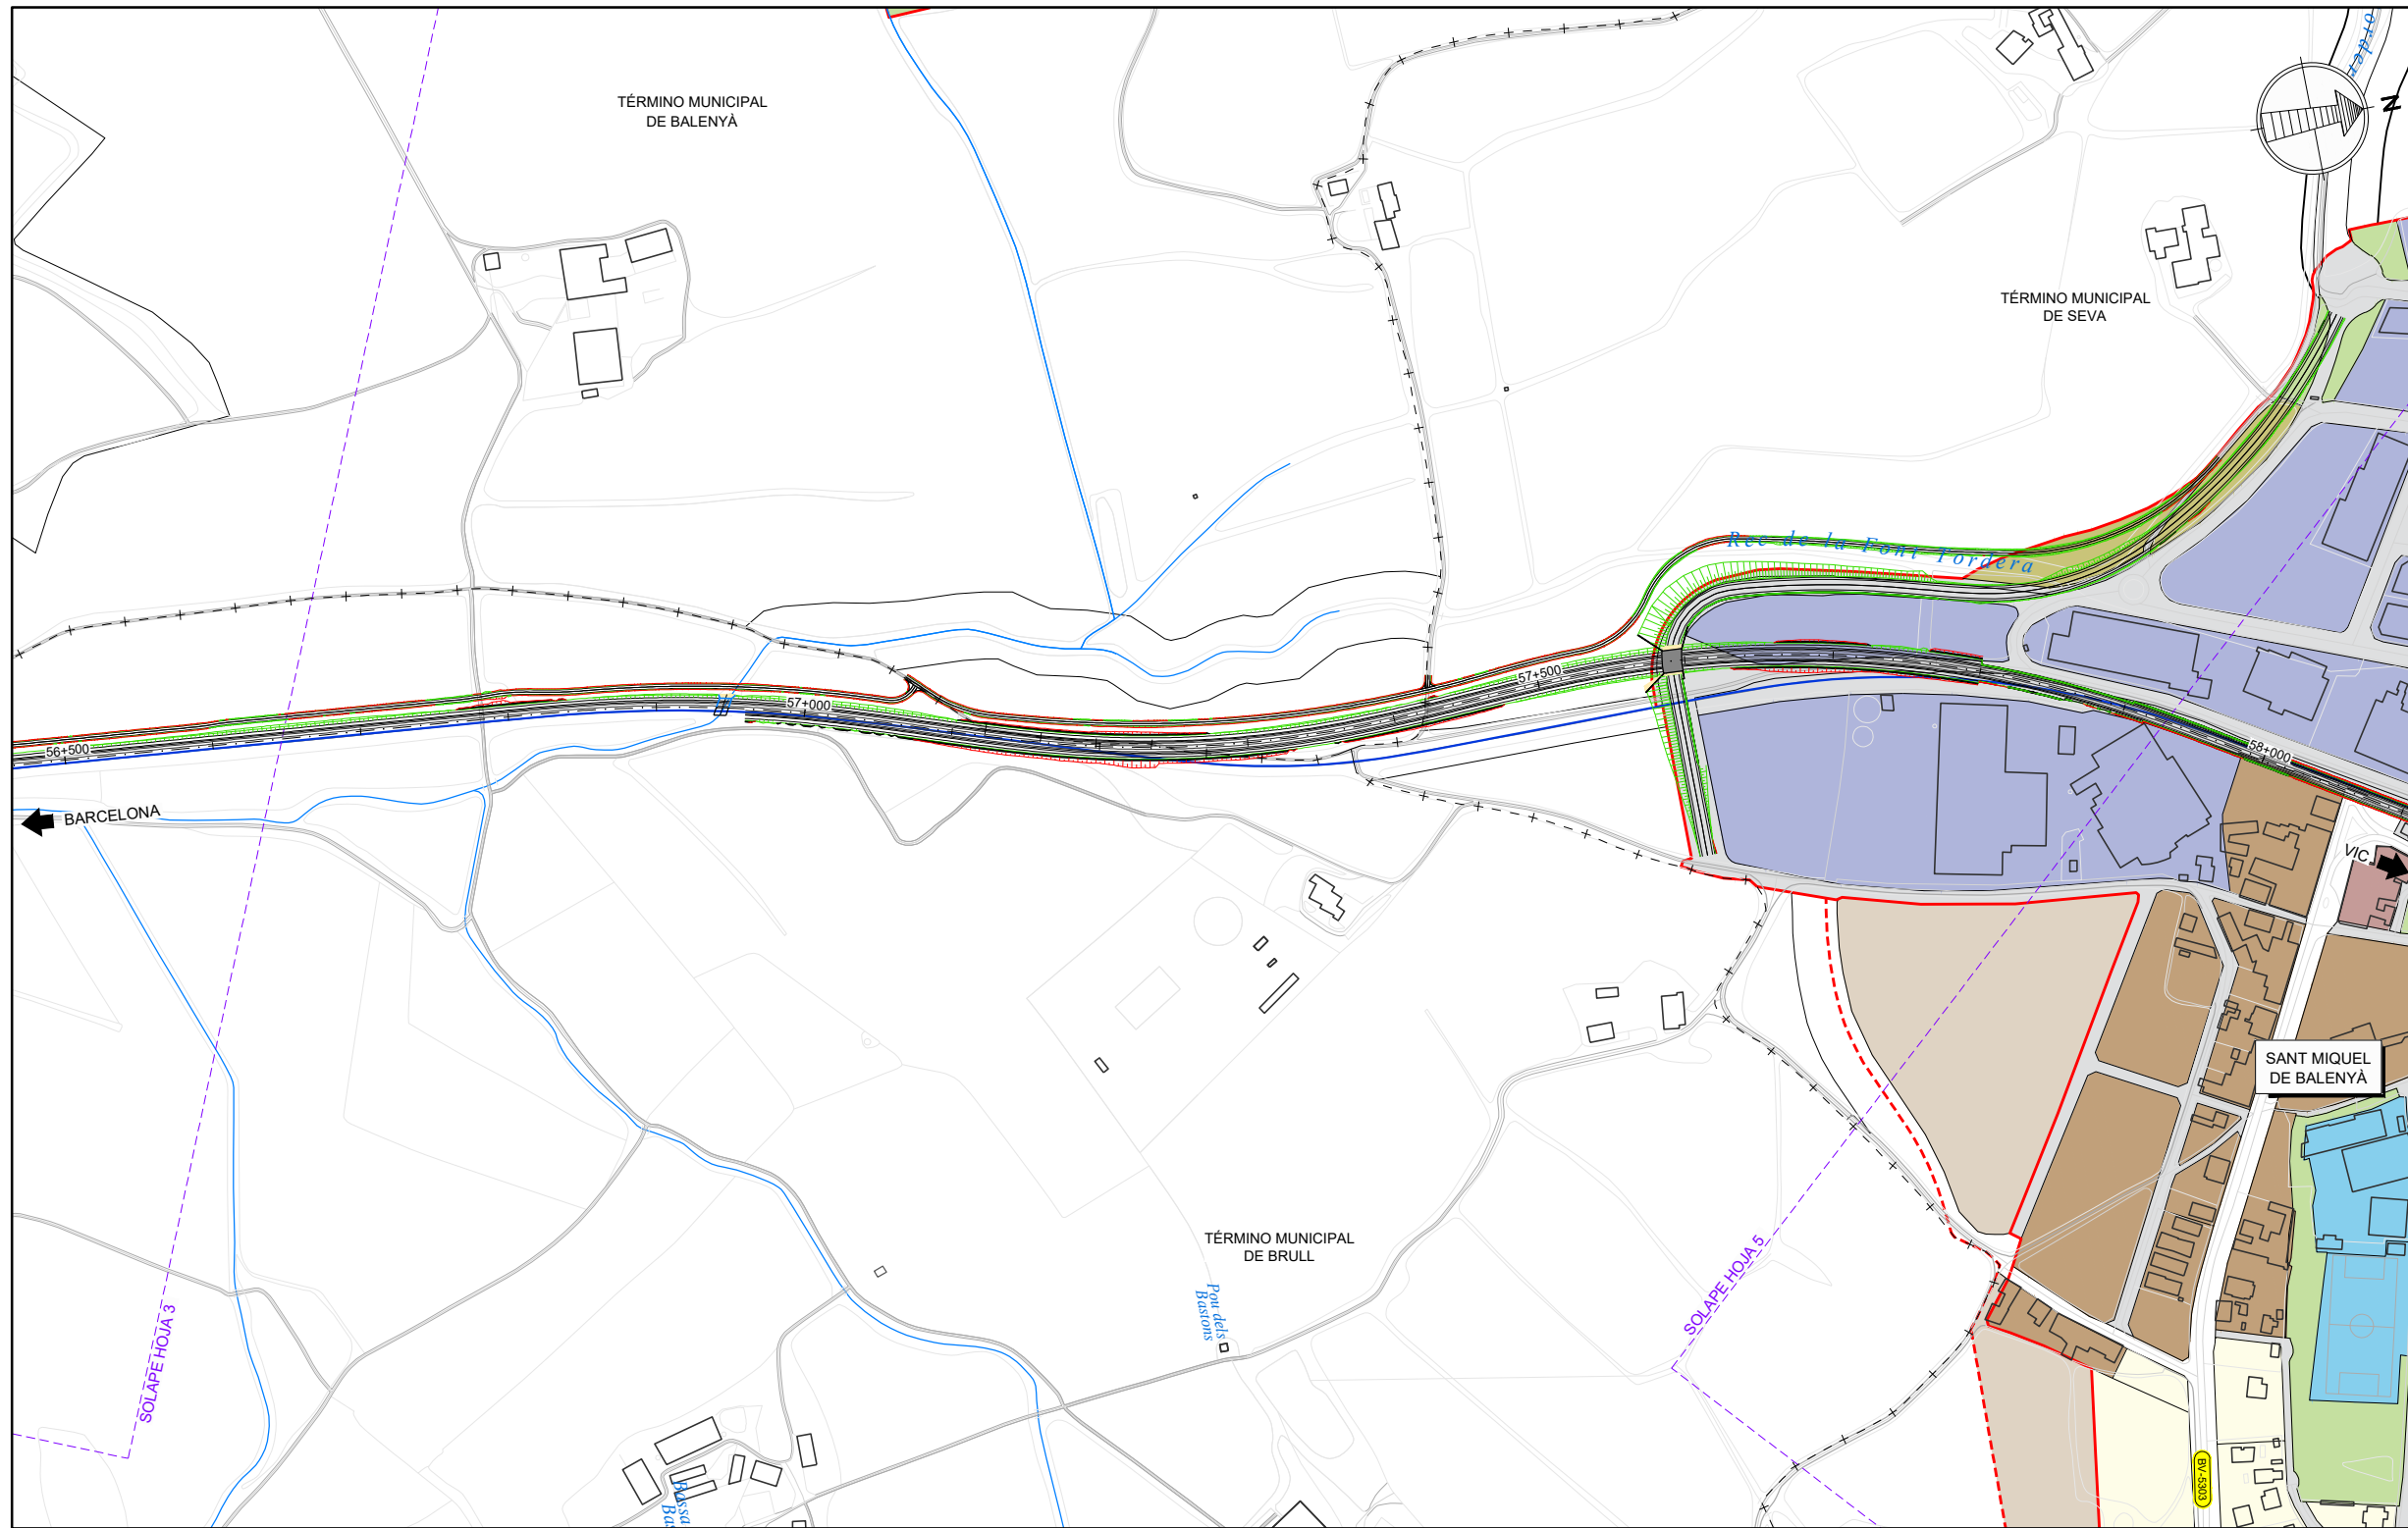 TÉRMINO MUNICIPAL
DE BALENYÀ
N
TÉRMINO MUNICIPAL
DE SEVA
Rec de la Font Tordera
57+500
57+000
56+500
58+000
BARCELONA
VIC
SANT MIQUEL
DE BALENYÀ
TÉRMINO MUNICIPAL
DE BRULL
SOLAPE HOJA 5
SOLAPE HOJA 3
Pou dels
Bastons
BV-5303
Bassa